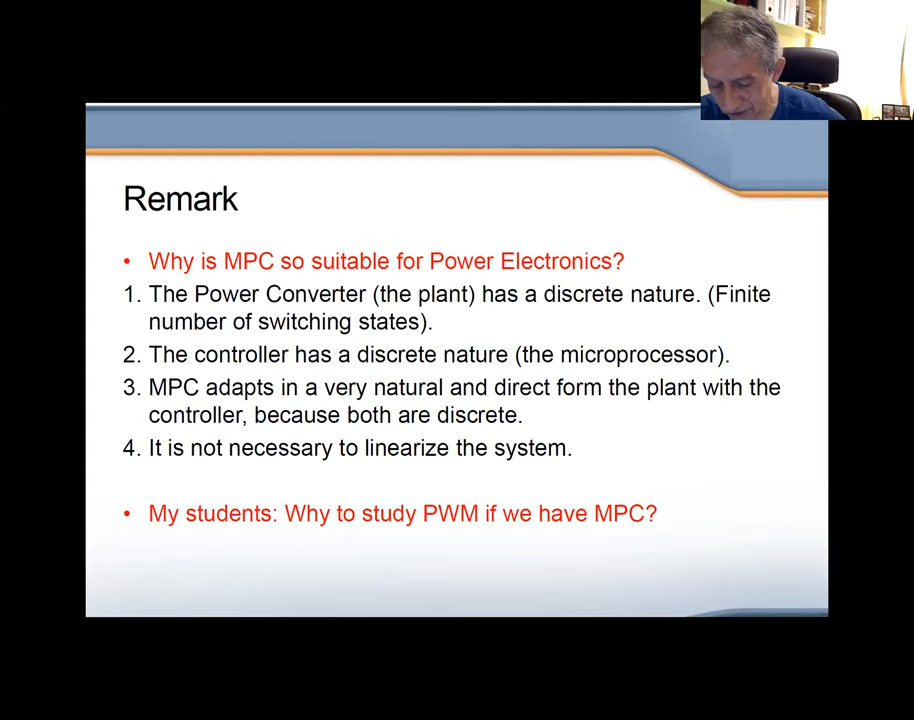 Remark
• Why is MPC so suitable for Power Electronics?
1. The Power Converter (the plant) has a discrete nature. (Finite
number of switching states).
2. The controller has a discrete nature (the microprocessor).
3. MPC adapts in a very natural and direct form the plant with the
controller, because both are discrete.
4. It is not necessary to linearize the system.
• My students: Why to study PWM if we have MPC?